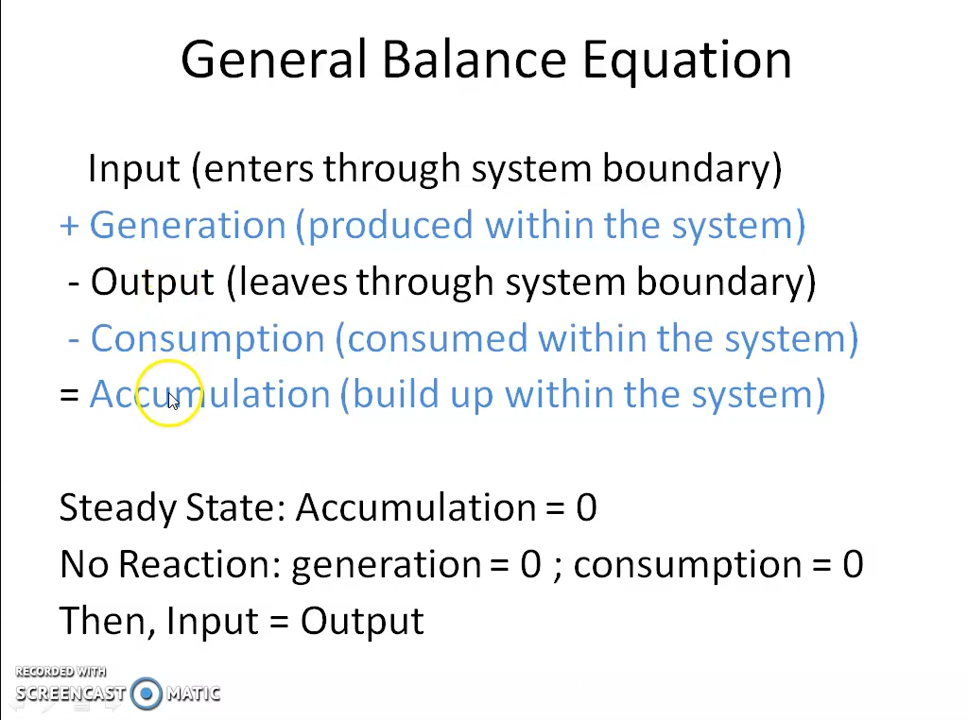 General Balance Equation
Input (enters through system boundary)
+ Generation (produced within the system)
- Output (leaves through system boundary)
- Consumption (consumed within the system)
= Accumulation (build up within the system)
Steady State: Accumulation = 0
No Reaction: generation = 0 ; consumption = 0
Then, Input = Output
RECORDED WITH
SCREENCAST MATIC